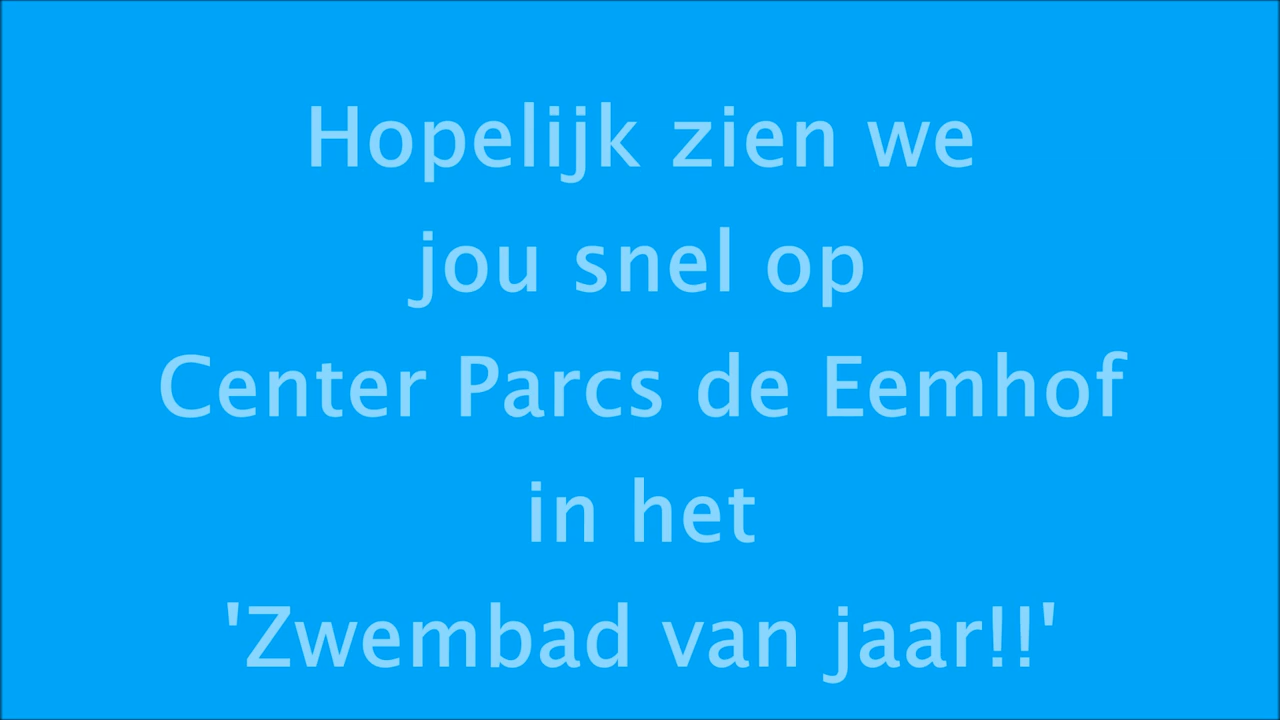 Hopelijk zien we
jou snel op
Center Parcs de Eemhof
in het
'Zwembad van jaar!!'